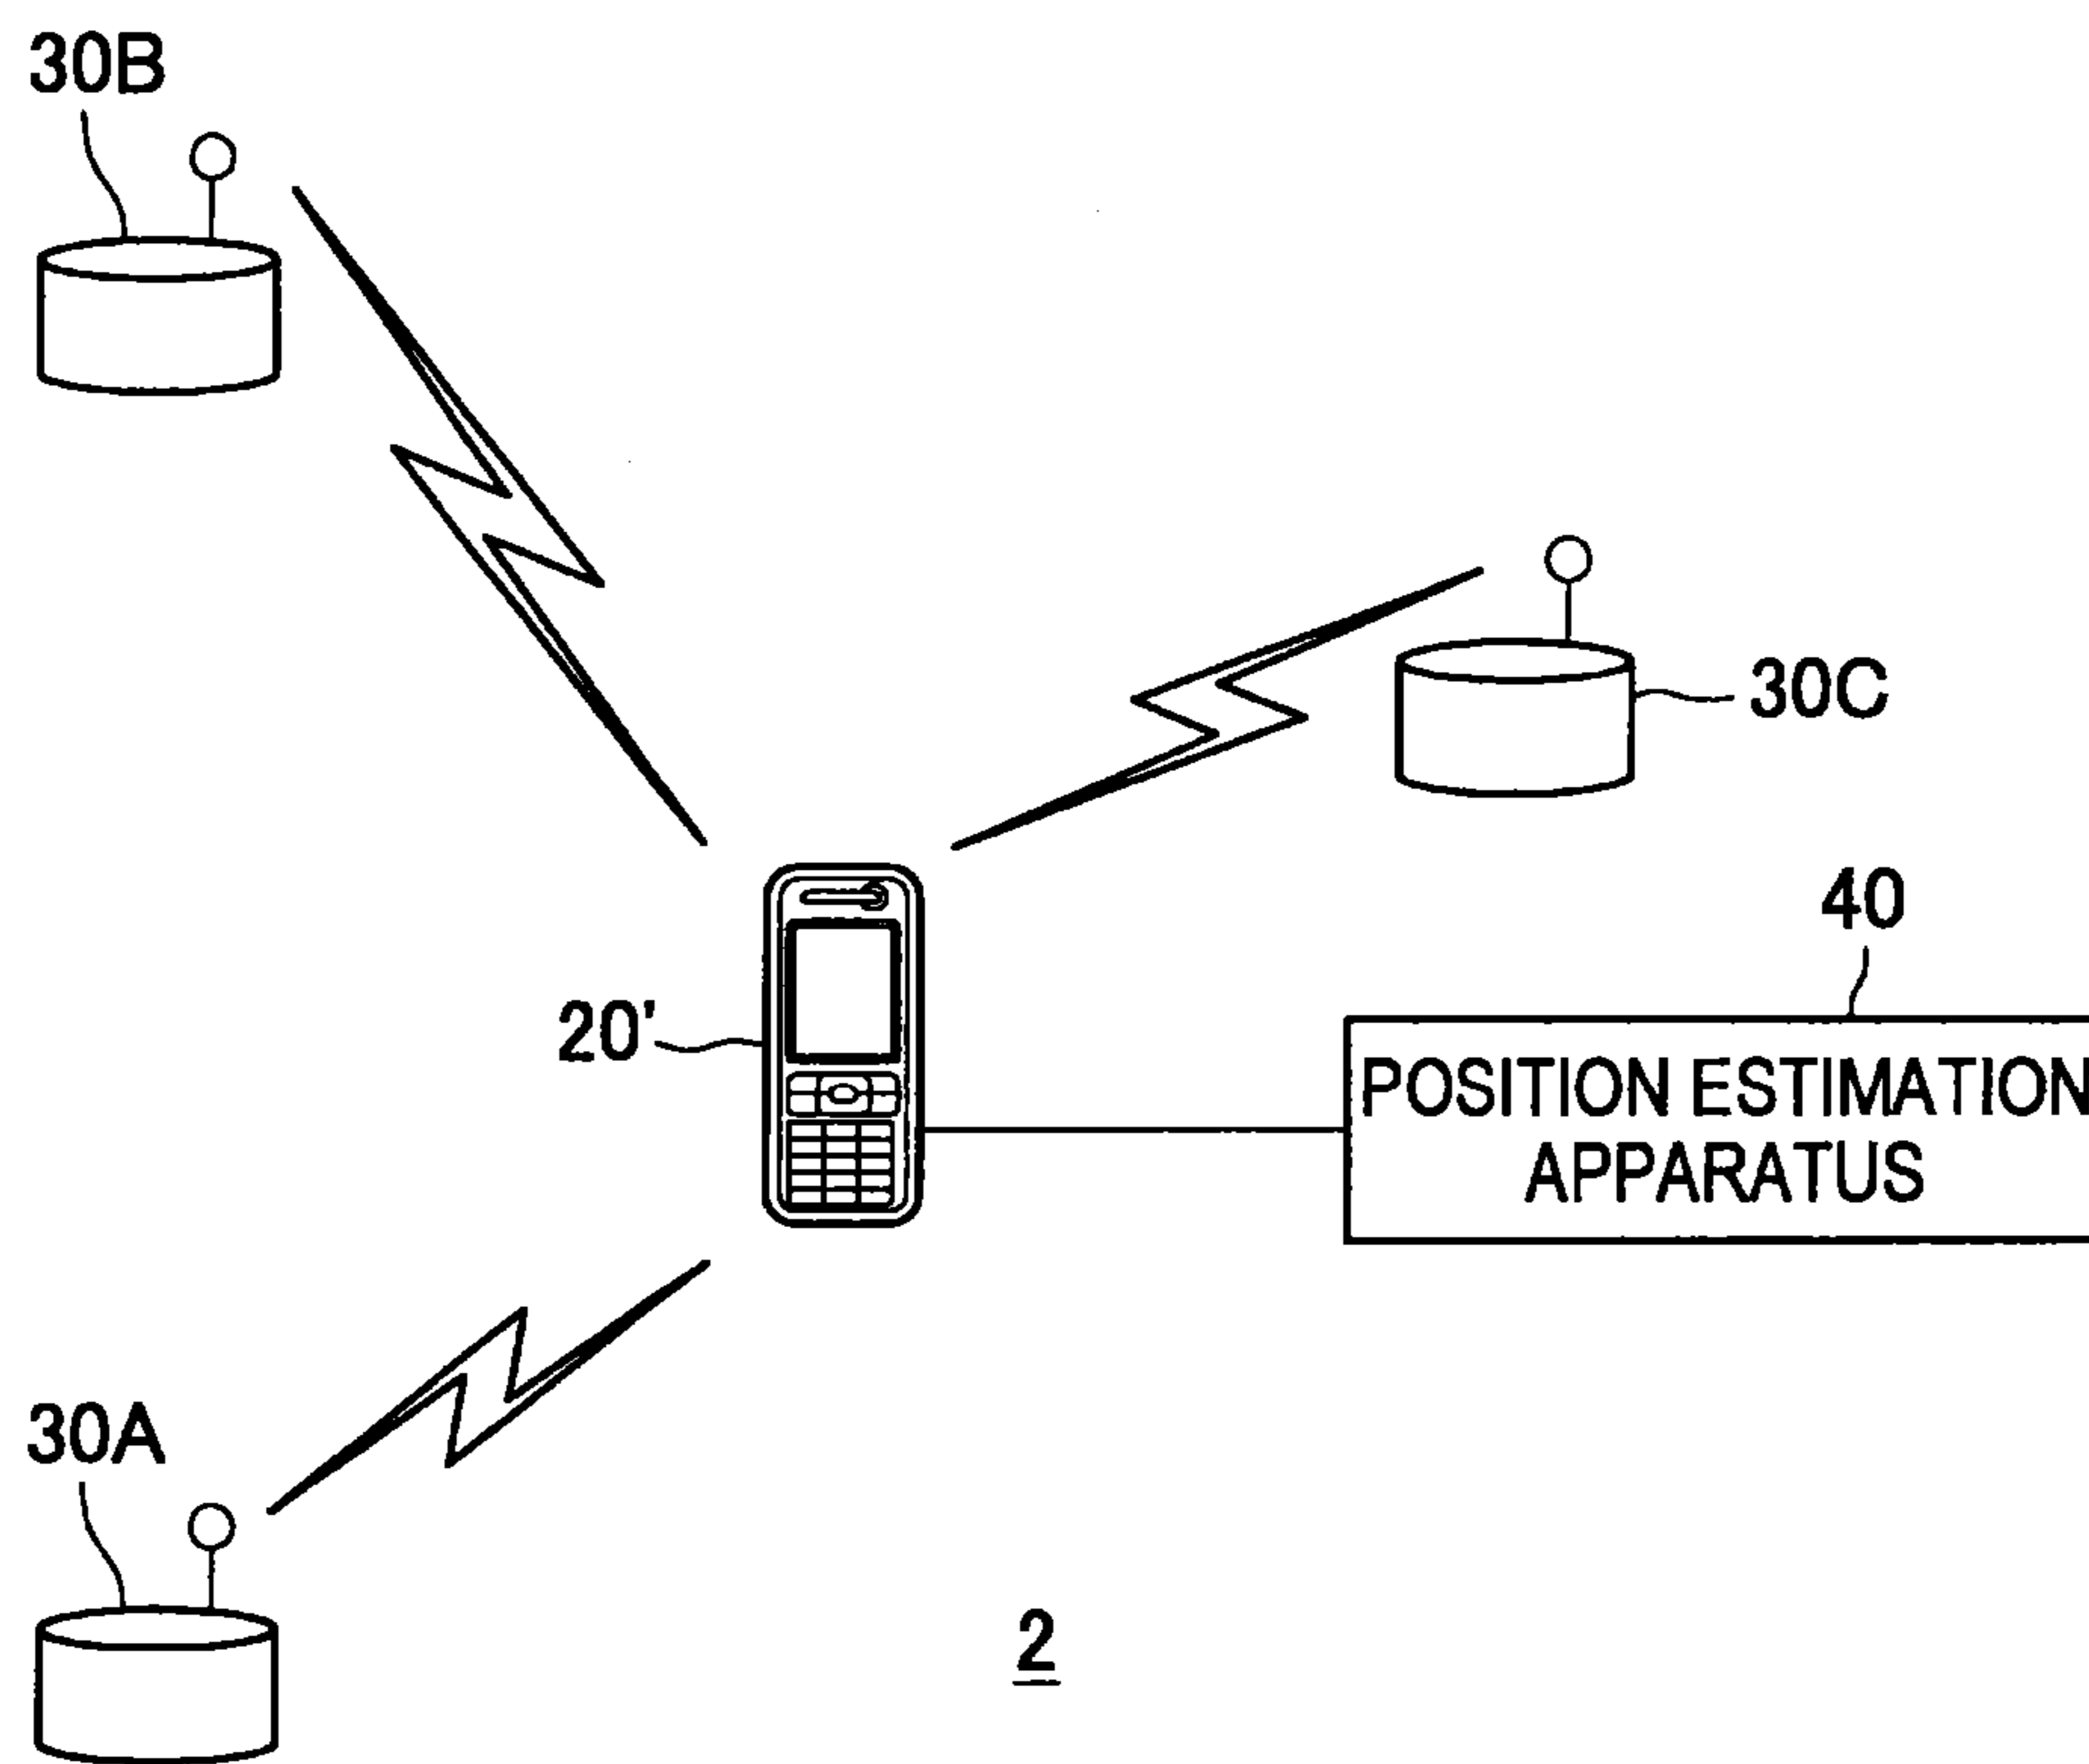 30B
30C
40
20'
POSITION ESTIMATION
APPARATUS
30A
2